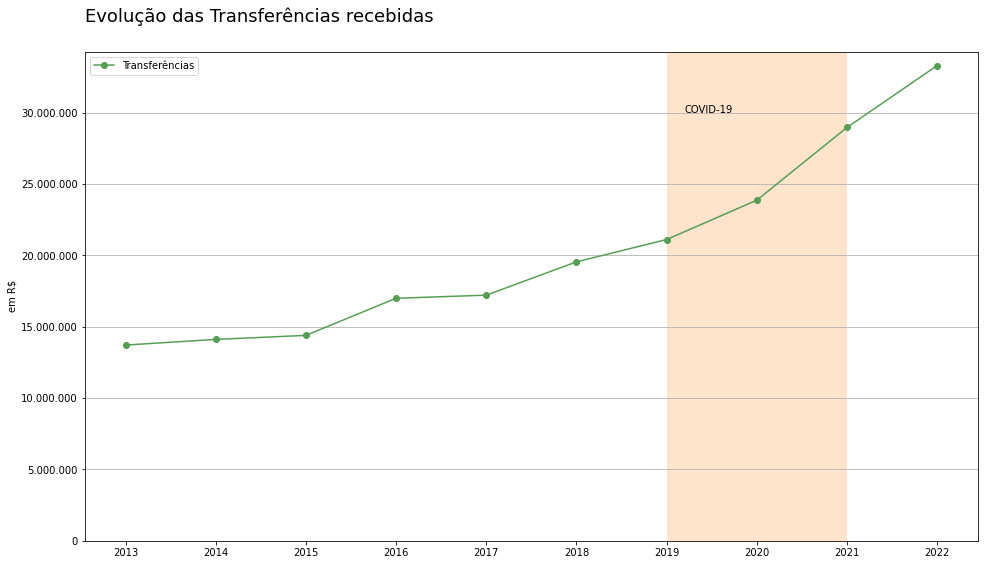 Evolução das Transferências recebidas
Transferências
COVID-19
30.000.000
25.000.000
20.000.000
15.000.000
10.000.000
5.000.000
0
em R$
2013 2014 2015 2016 2017 2018 2019 2020 2021 2022